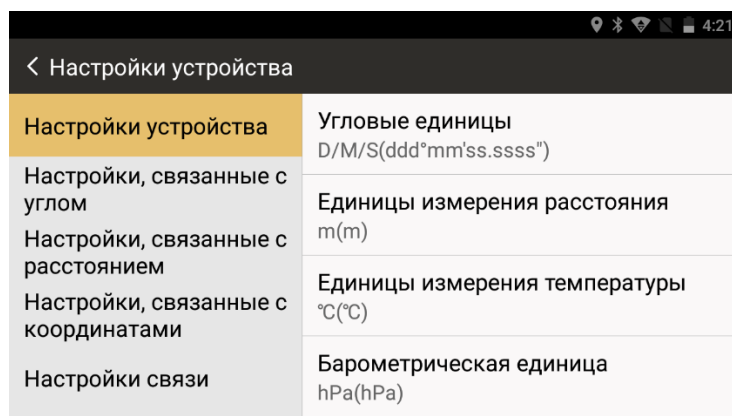 4:21
Настройки устройства
Настройки устройства
Настройки, связанные с
углом
Настройки, связанные с
расстоянием
Настройки, связанные с
координатами
Настройки связи
Угловые единицы
D/M/S(ddd°mm'ss.ssss")
Единицы измерения расстояния
m(m)
Единицы измерения температуры
℃(℃)
Барометрическая единица
hPa(hPa)